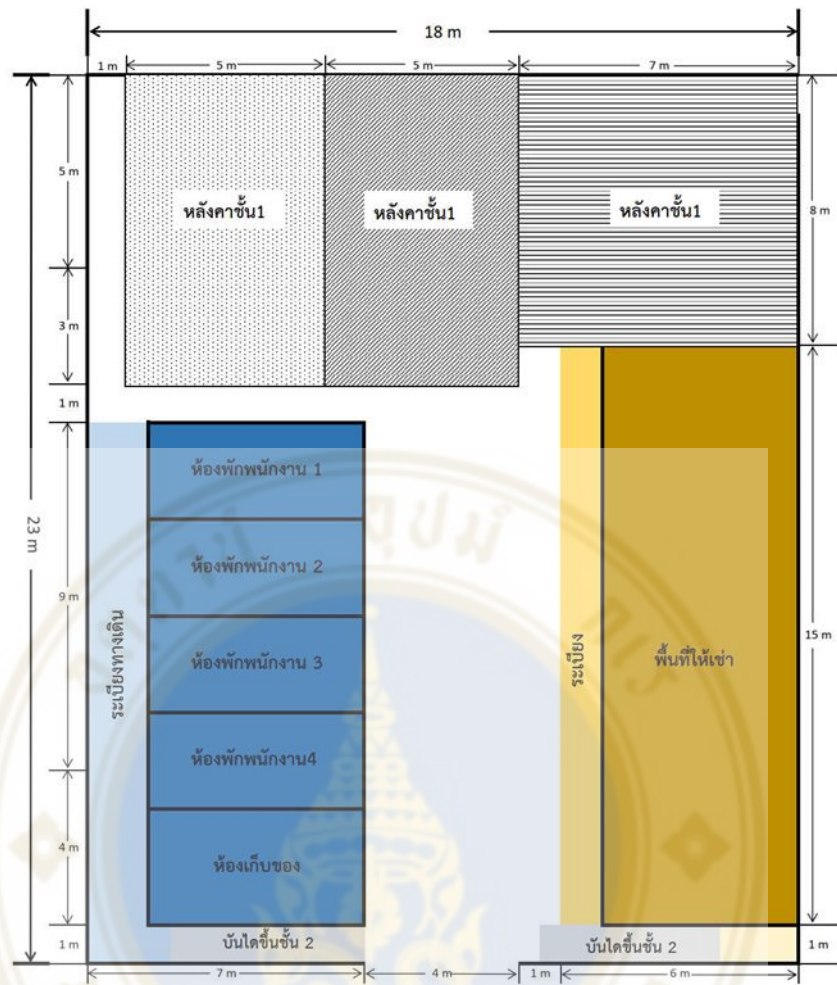 18 m
1 m
5 m
5 m
7 m
5 m
3 m
1 m
9 m
4 m
1 m
23 m
หลังคาชั้น1
หลังคาชั้น1
หลังคาชั้น1
8 m
15 m
1 m
ห้องพักพนักงาน 1
ห้องพักพนักงาน 2
ห้องพักพนักงาน 3
ห้องพักพนักงาน4
ห้องเก็บของ
ระเบียงทางเดิน
ระเบียง
พื้นที่ให้เช่า
บันไดขึ้นชั้น 2
บันไดขึ้นชั้น 2
7 m
4 m
1 m
6 m